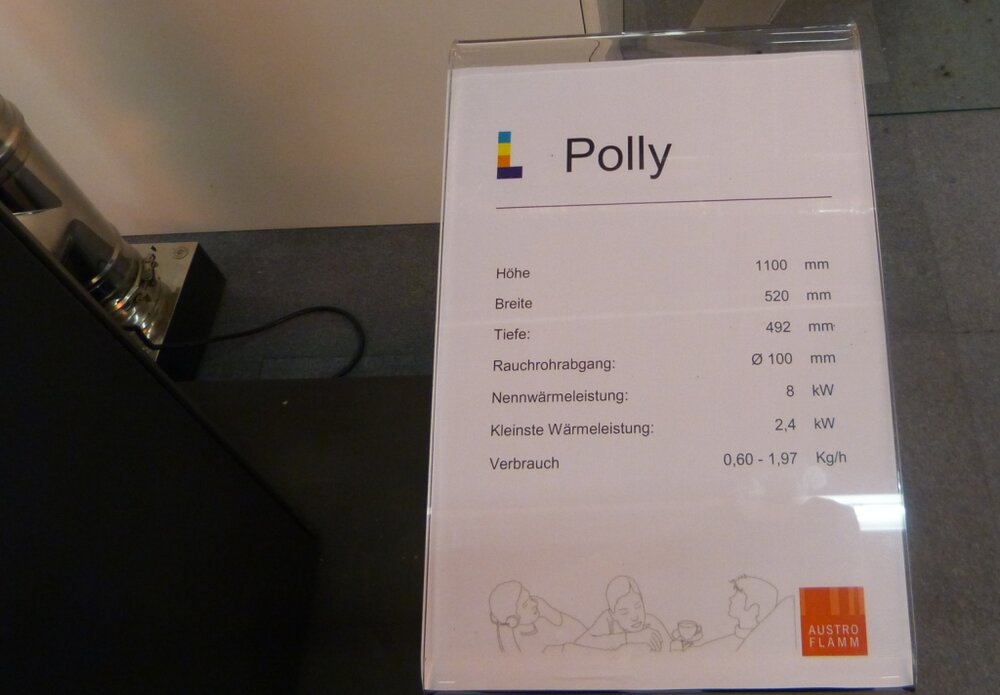 L Polly
Höhe 1100 mm
Breite 520 mm
Tiefe: 492 mm
Rauchrohrabgang: Ø 100 mm
Nennwärmeleistung: 8 kW
Kleinste Wärmeleistung: 2,4 kW
Verbrauch 0,60 - 1,97 Kg/h
AUSTRO
FLAMM